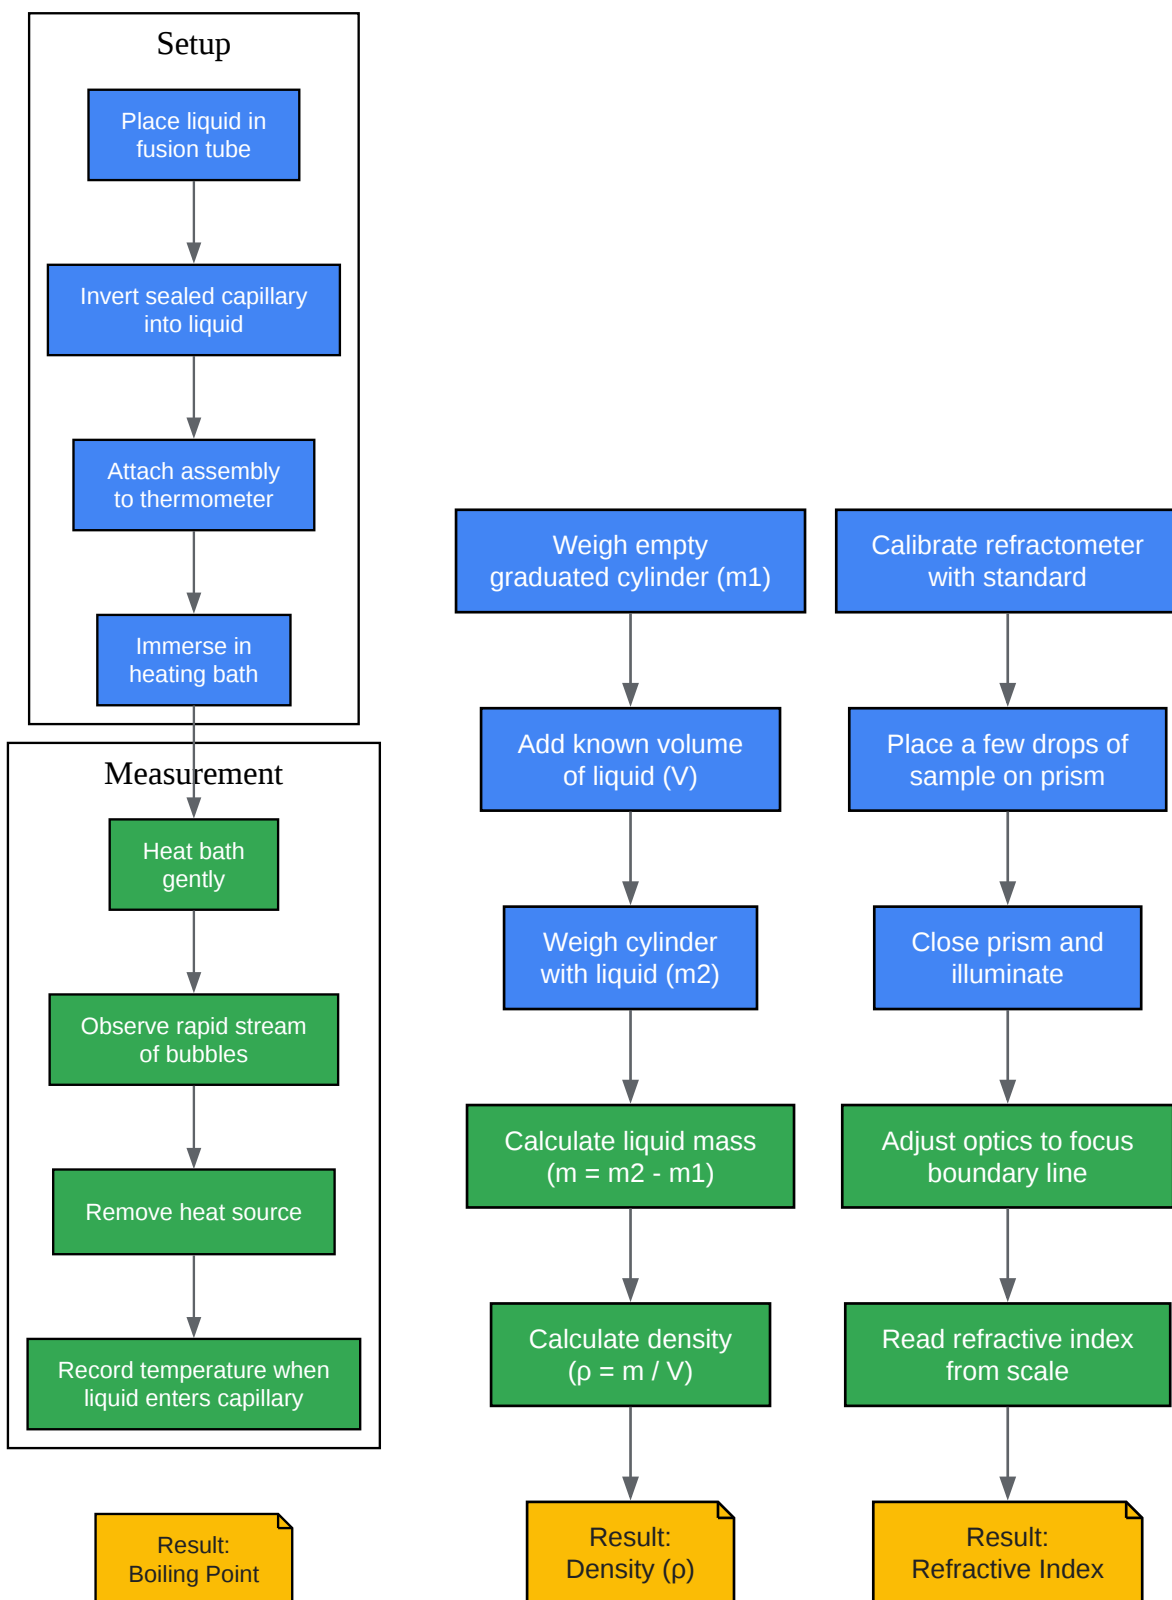 Setup
Place liquid in
fusion tube
Invert sealed capillary
into liquid
Attach assembly
to thermometer
Immerse in
heating bath
Measurement
Heat bath
gently
Observe rapid stream
of bubbles
Remove heat source
Record temperature when
liquid enters capillary
Result:
Boiling Point
Weigh empty
graduated cylinder (m1)
Add known volume
of liquid (V)
Weigh cylinder
with liquid (m2)
Calculate liquid mass
(m = m2 - m1)
Calculate density
(ρ = m / V)
Result:
Density (ρ)
Calibrate refractometer
with standard
Place a few drops of
sample on prism
Close prism and
illuminate
Adjust optics to focus
boundary line
Read refractive index
from scale
Result:
Refractive Index